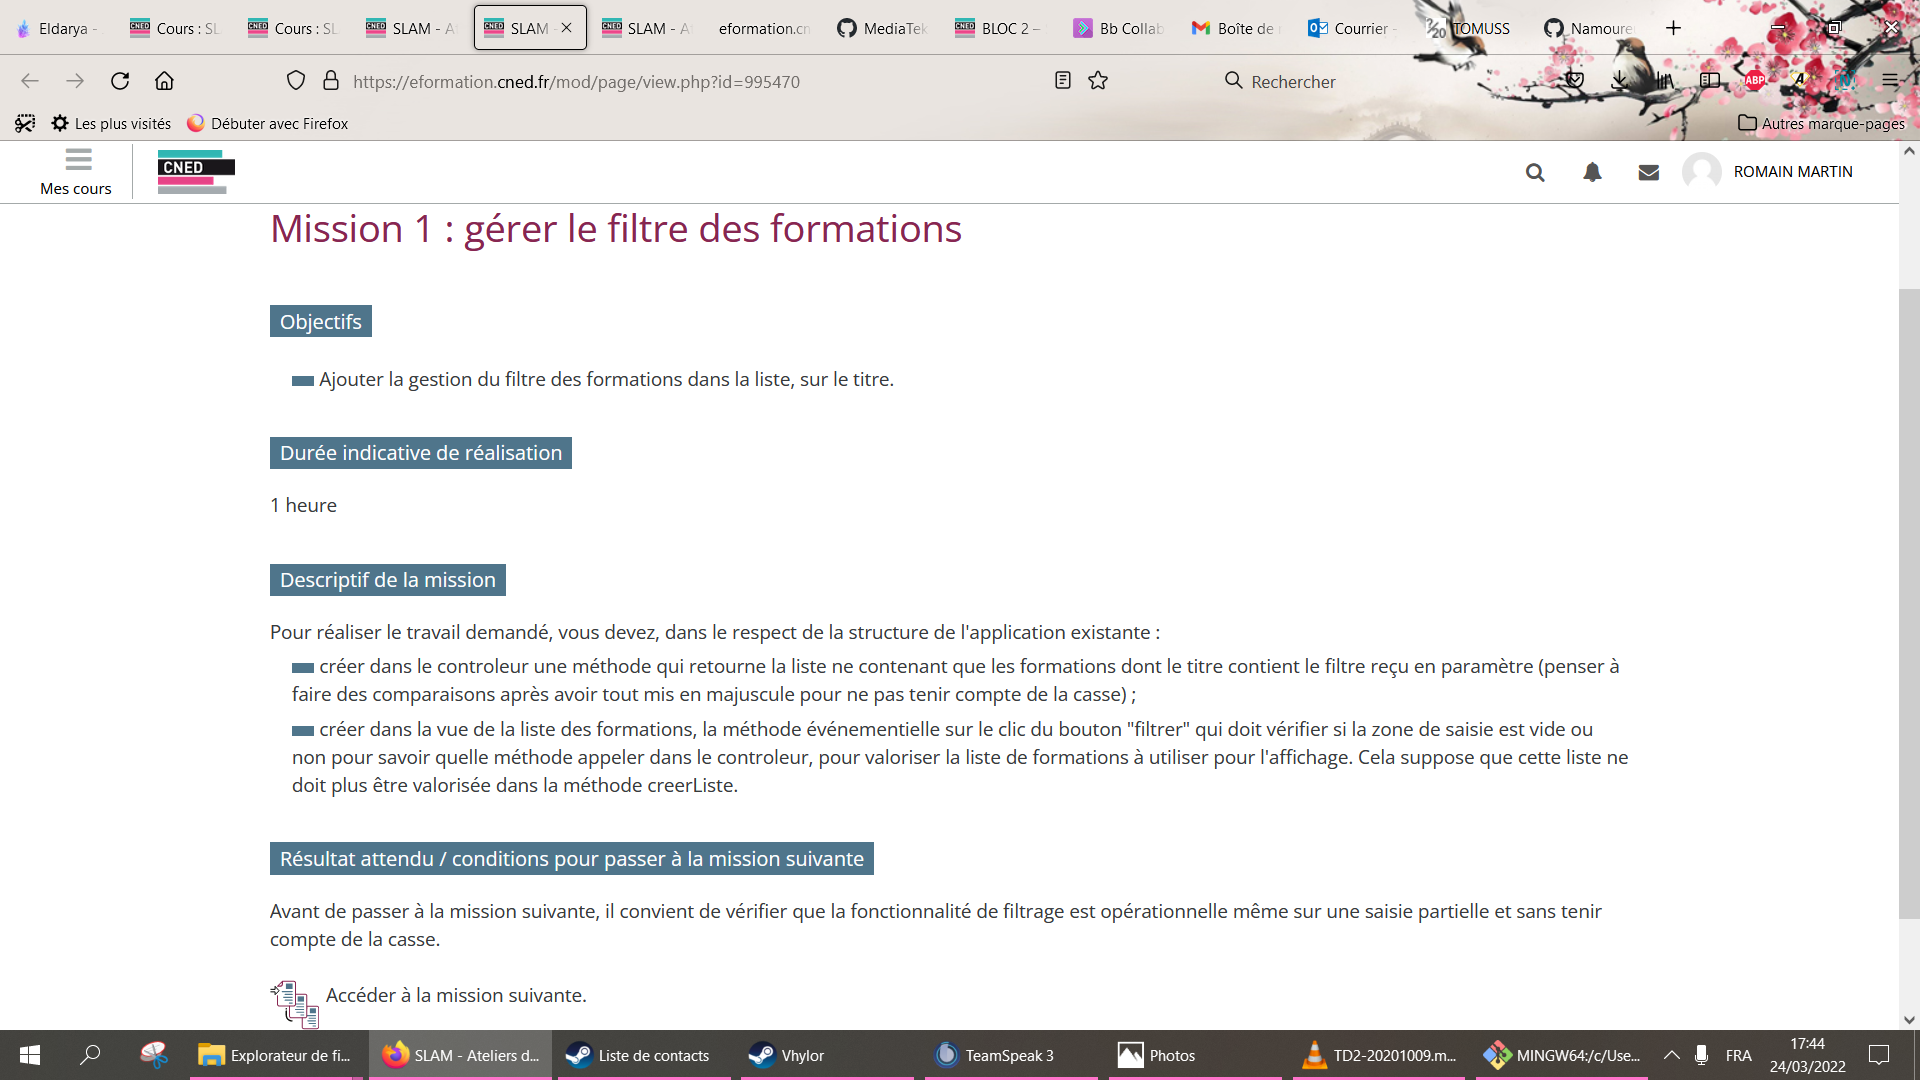 Eldarya -
Cours : SL
Cours : SL
SLAM - A
SLAM -
SLAM - A
eformation.cn
MediaTek
BLOC 2 –
Bb Collab
Boîte de
Courrier -
TOMUSS
Namoure
https://eformation.cned.fr/mod/page/view.php?id=995470
Rechercher
ABP
Les plus visités
Débuter avec Firefox
Autres marque-pages
Mes cours
CNED
ROMAIN MARTIN
Mission 1 : gérer le filtre des formations
Objectifs
Ajouter la gestion du filtre des formations dans la liste, sur le titre.
Durée indicative de réalisation
1 heure
Descriptif de la mission
Pour réaliser le travail demandé, vous devez, dans le respect de la structure de l'application existante :
créer dans le controleur une méthode qui retourne la liste ne contenant que les formations dont le titre contient le filtre reçu en paramètre (penser à
faire des comparaisons après avoir tout mis en majuscule pour ne pas tenir compte de la casse) ;
créer dans la vue de la liste des formations, la méthode événementielle sur le clic du bouton "filtrer" qui doit vérifier si la zone de saisie est vide ou
non pour savoir quelle méthode appeler dans le controleur, pour valoriser la liste de formations à utiliser pour l'affichage. Cela suppose que cette liste ne
doit plus être valorisée dans la méthode creerListe.
Résultat attendu / conditions pour passer à la mission suivante
Avant de passer à la mission suivante, il convient de vérifier que la fonctionnalité de filtrage est opérationnelle même sur une saisie partielle et sans tenir
compte de la casse.
Accéder à la mission suivante.
Explorateur de fi...
SLAM - Ateliers d...
Liste de contacts
Vhylor
TeamSpeak 3
Photos
TD2-20201009.m...
MINGW64:/c/Use...
FRA
17:44
24/03/2022